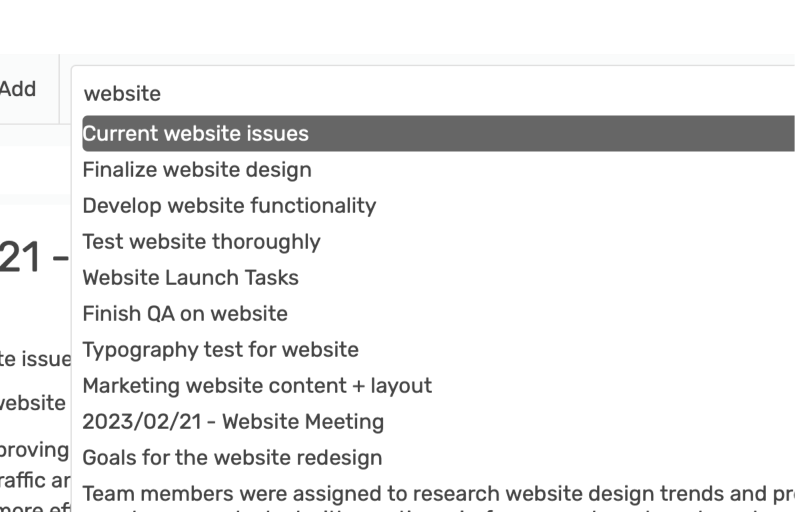 Add
website
Current website issues
Finalize website design
Develop website functionality
Test website thoroughly
21 -
Website Launch Tasks
Finish QA on website
Typography test for website
te issue
Marketing website content + layout
website
2023/02/21 - Website Meeting
proving
Goals for the website redesign
raffic ar
Team members were assigned to research website design trends and pr
more ef